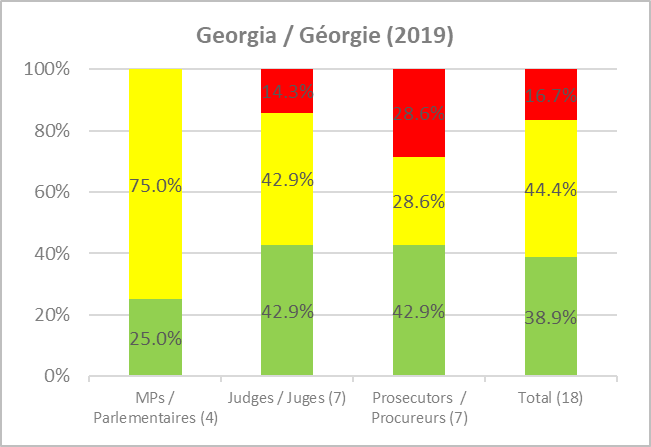 Georgia / Géorgie (2019)
100%
80%
60%
40%
20%
0%
75.0%
25.0%
14.3%
42.9%
42.9%
28.6%
28.6%
42.9%
16.7%
44.4%
38.9%
MPs /
Parlementaires (4)
Judges / Juges (7)
Prosecutors /
Procureurs (7)
Total (18)